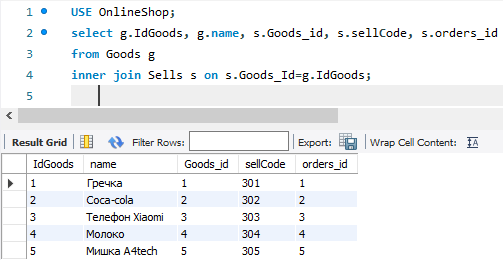 1 USE OnlineShop;
2 select g.IdGoods, g.name, s.Goods_id, s.sellCode, s.orders_id
3 from Goods g
4 inner join Sells s on s.Goods_Id=g.IdGoods;
5
Result Grid Filter Rows: Export: Wrap Cell Content:
IdGoods name Goods_id sellCode orders_id
1 Гречка 1 301 1
2 Coca-cola 2 302 2
3 Телефон Xiaomi 3 303 3
4 Молоко 4 304 4
5 Мишка A4tech 5 305 5